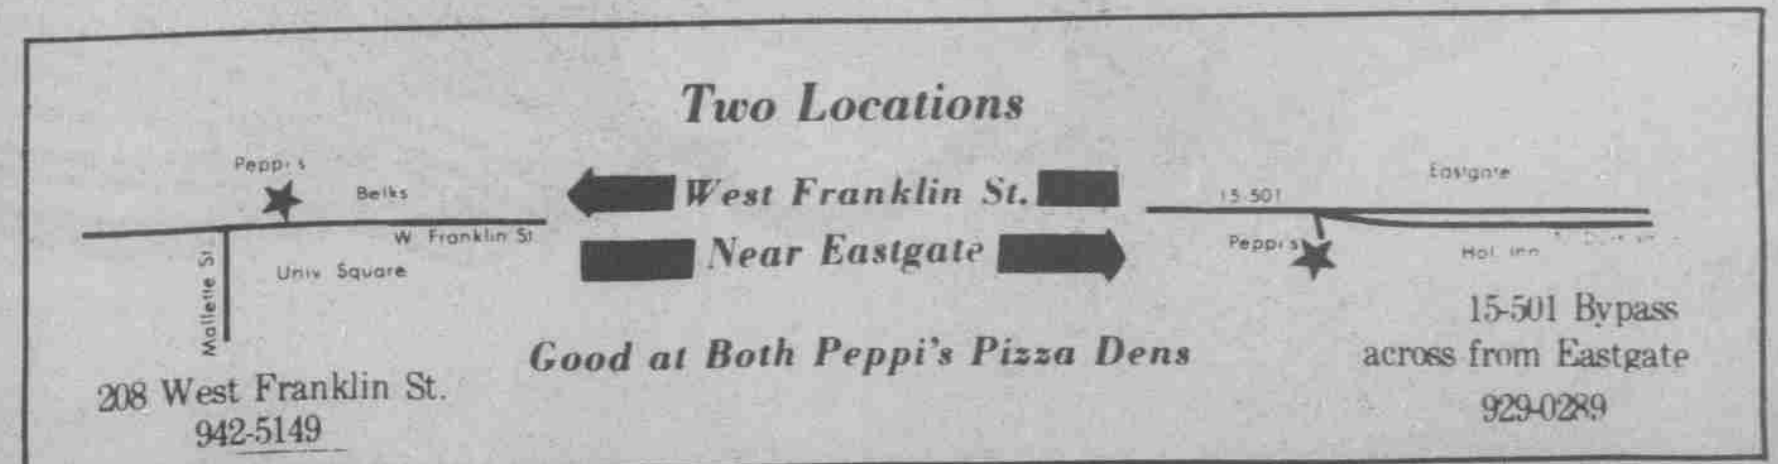 Two Locations
Peppi's
Belks
W. Franklin St.
Mallette St.
Univ Square
208 West Franklin St.
942-5149
West Franklin St.
Near Eastgate
Good at Both Peppi's Pizza Dens
Eastgate
15-501
Peppi's
Hol. Inn
15-501 Bypass
across from Eastgate
929-0289